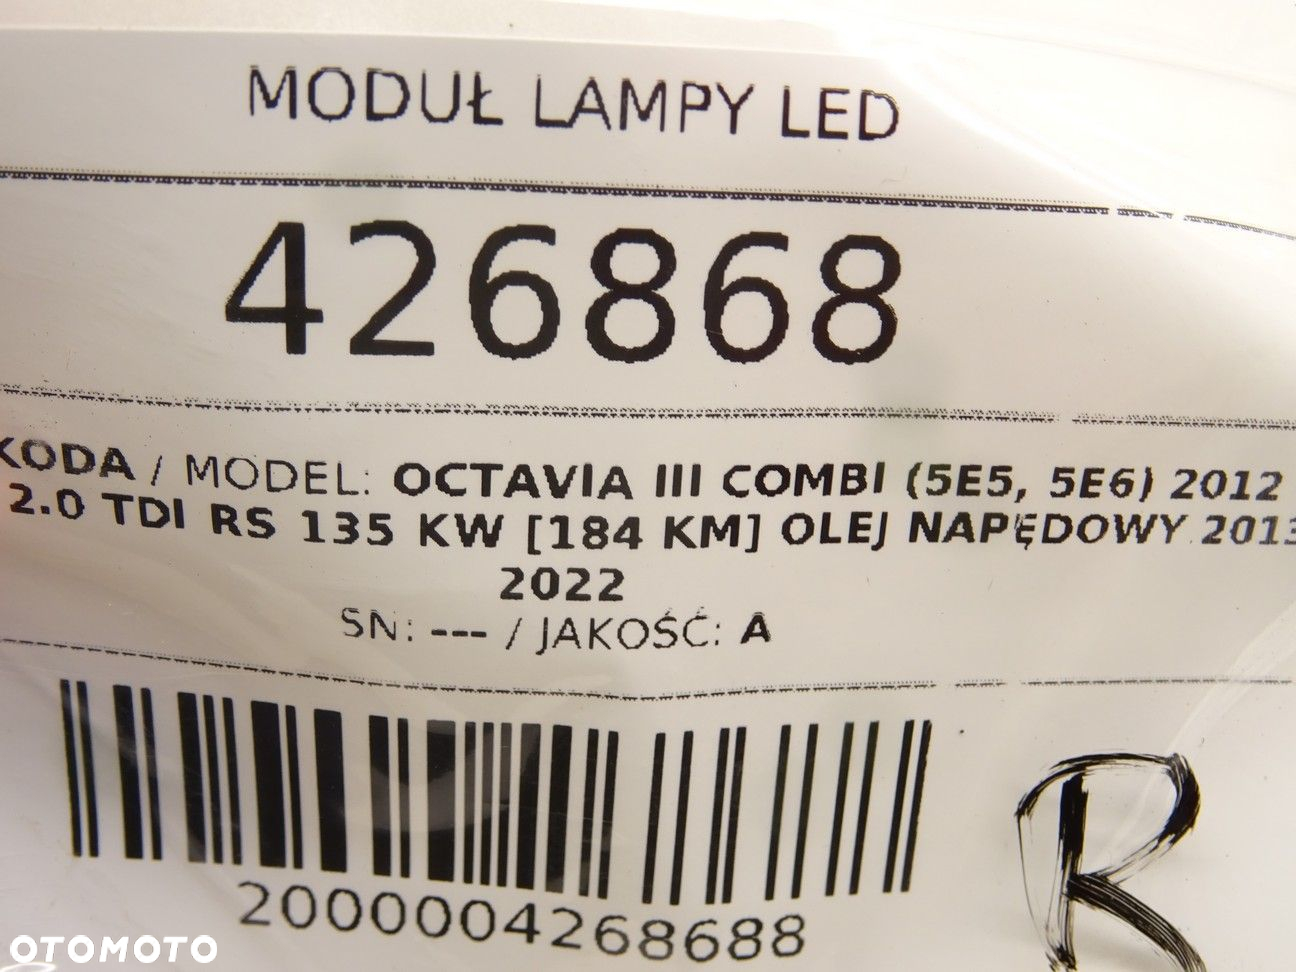 MODUŁ LAMPY LED
426868
KODA / MODEL: OCTAVIA III COMBI (5E5, 5E6) 2012
2.0 TDI RS 135 KW [184 KM] OLEJ NAPĘDOWY 2013
2022
SN: --- / JAKOŚĆ: A
2000004268688
R
OTOMOTO